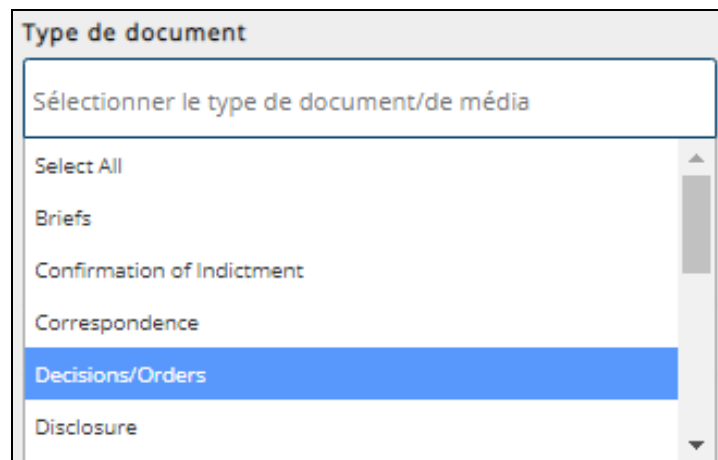 Type de document
Sélectionner le type de document/de média
Select All
Briefs
Confirmation of Indictment
Correspondence
Decisions/Orders
Disclosure